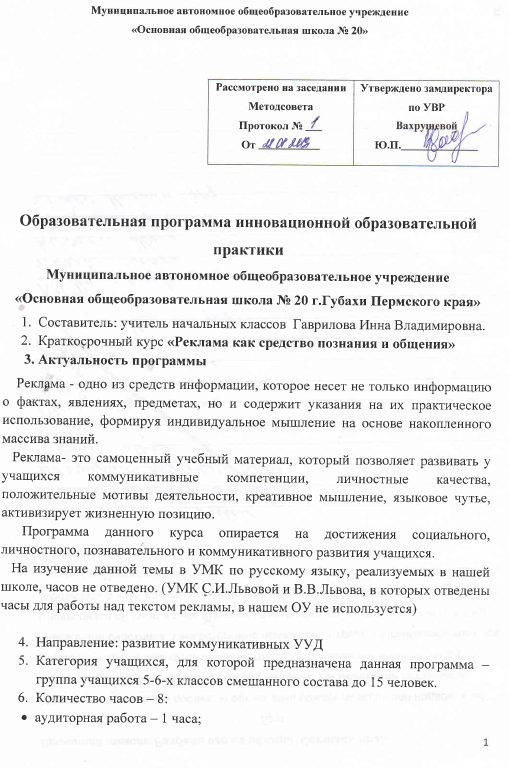 Муниципальное автономное общеобразовательное учреждение
«Основная общеобразовательная школа № 20»
Рассмотрено на заседании
Методсовета
Протокол № 1
От
Утверждено замдиректора
по УВР
Вахрушевой
Ю.П.
Образовательная программа инновационной образовательной
практики
Муниципальное автономное общеобразовательное учреждение
«Основная общеобразовательная школа № 20 г.Губахи Пермского края»
1. Составитель: учитель начальных классов Гаврилова Инна Владимировна.
2. Краткосрочный курс «Реклама как средство познания и общения»
3. Актуальность программы
Реклама - одно из средств информации, которое несет не только информацию
о фактах, явлениях, предметах, но и содержит указания на их практическое
использование, формируя индивидуальное мышление на основе накопленного
массива знаний.
Реклама- это самоценный учебный материал, который позволяет развивать у
учащихся коммуникативные компетенции, личностные качества,
положительные мотивы деятельности, креативное мышление, языковое чутье,
активизирует жизненную позицию.
Программа данного курса опирается на достижения социального,
личностного, познавательного и коммуникативного развития учащихся.
На изучение данной темы в УМК по русскому языку, реализуемых в нашей
школе, часов не отведено. (УМК С.И.Львовой и В.В.Львова, в которых отведены
часы для работы над текстом рекламы, в нашем ОУ не используется)
4. Направление: развитие коммуникативных УУД
5. Категория учащихся, для которой предназначена данная программа –
группа учащихся 5-6-х классов смешанного состава до 15 человек.
6. Количество часов – 8:
• аудиторная работа – 1 часа;
1